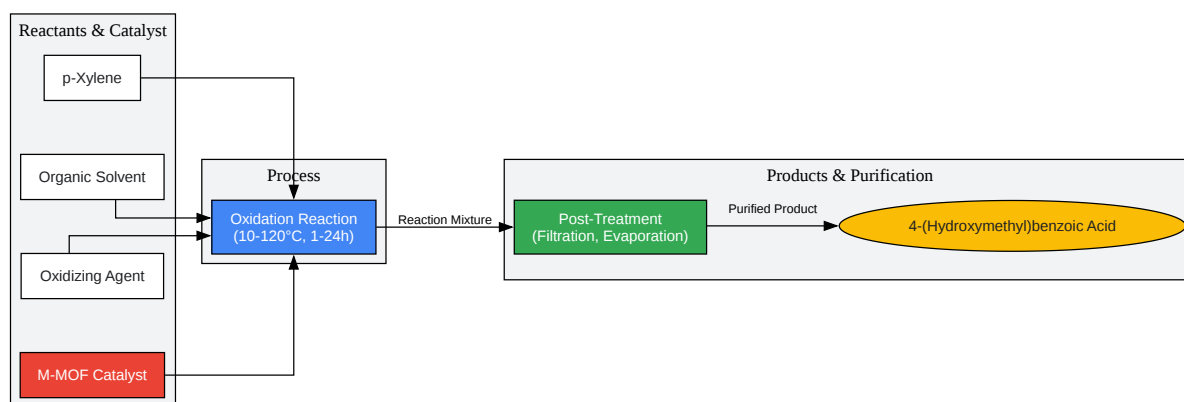 Reactants & Catalyst
p-Xylene
Organic Solvent
Oxidizing Agent
M-MOF Catalyst
Process
Oxidation Reaction
(10-120°C, 1-24h)
Reaction Mixture
Products & Purification
Post-Treatment
(Filtration, Evaporation)
Purified Product
4-(Hydroxymethyl)benzoic Acid